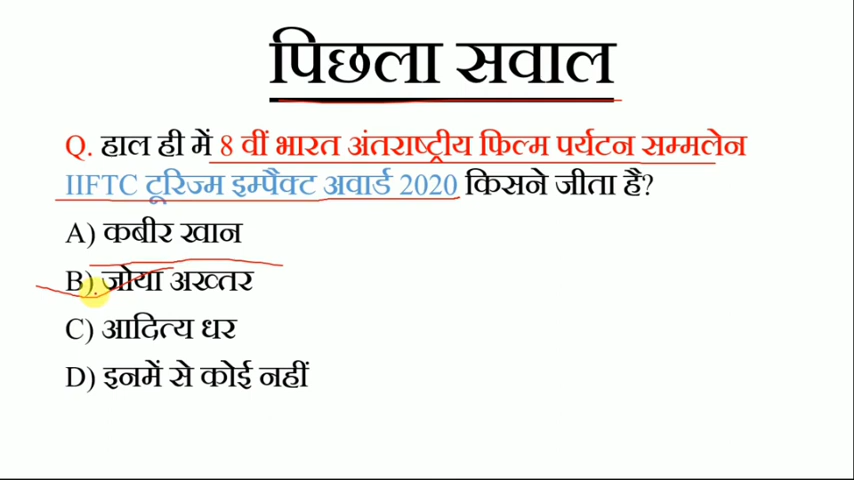 पिछला सवाल
Q. हाल ही में 8 वीं भारत अंतराष्ट्रीय फिल्म पर्यटन सम्मलेन
IIFTC टूरिज्म इम्पैक्ट अवार्ड 2020 किसने जीता है?
A) कबीर खान
B) ज़ोया अख्तर
C) आदित्य धर
D) इनमें से कोई नहीं